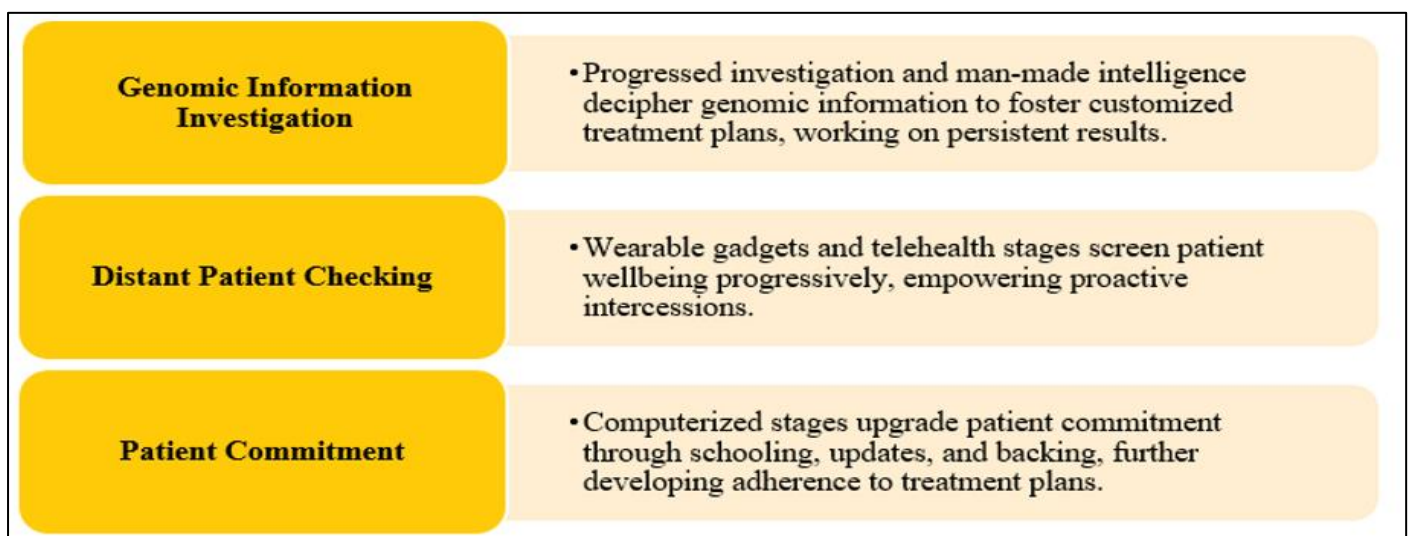 Genomic Information
Investigation
•Progressed investigation and man-made intelligence
decipher genomic information to foster customized
treatment plans, working on persistent results.
Distant Patient Checking
•Wearable gadgets and telehealth stages screen patient
wellbeing progressively, empowering proactive
intercessions.
Patient Commitment
•Computerized stages upgrade patient commitment
through schooling, updates, and backing, further
developing adherence to treatment plans.